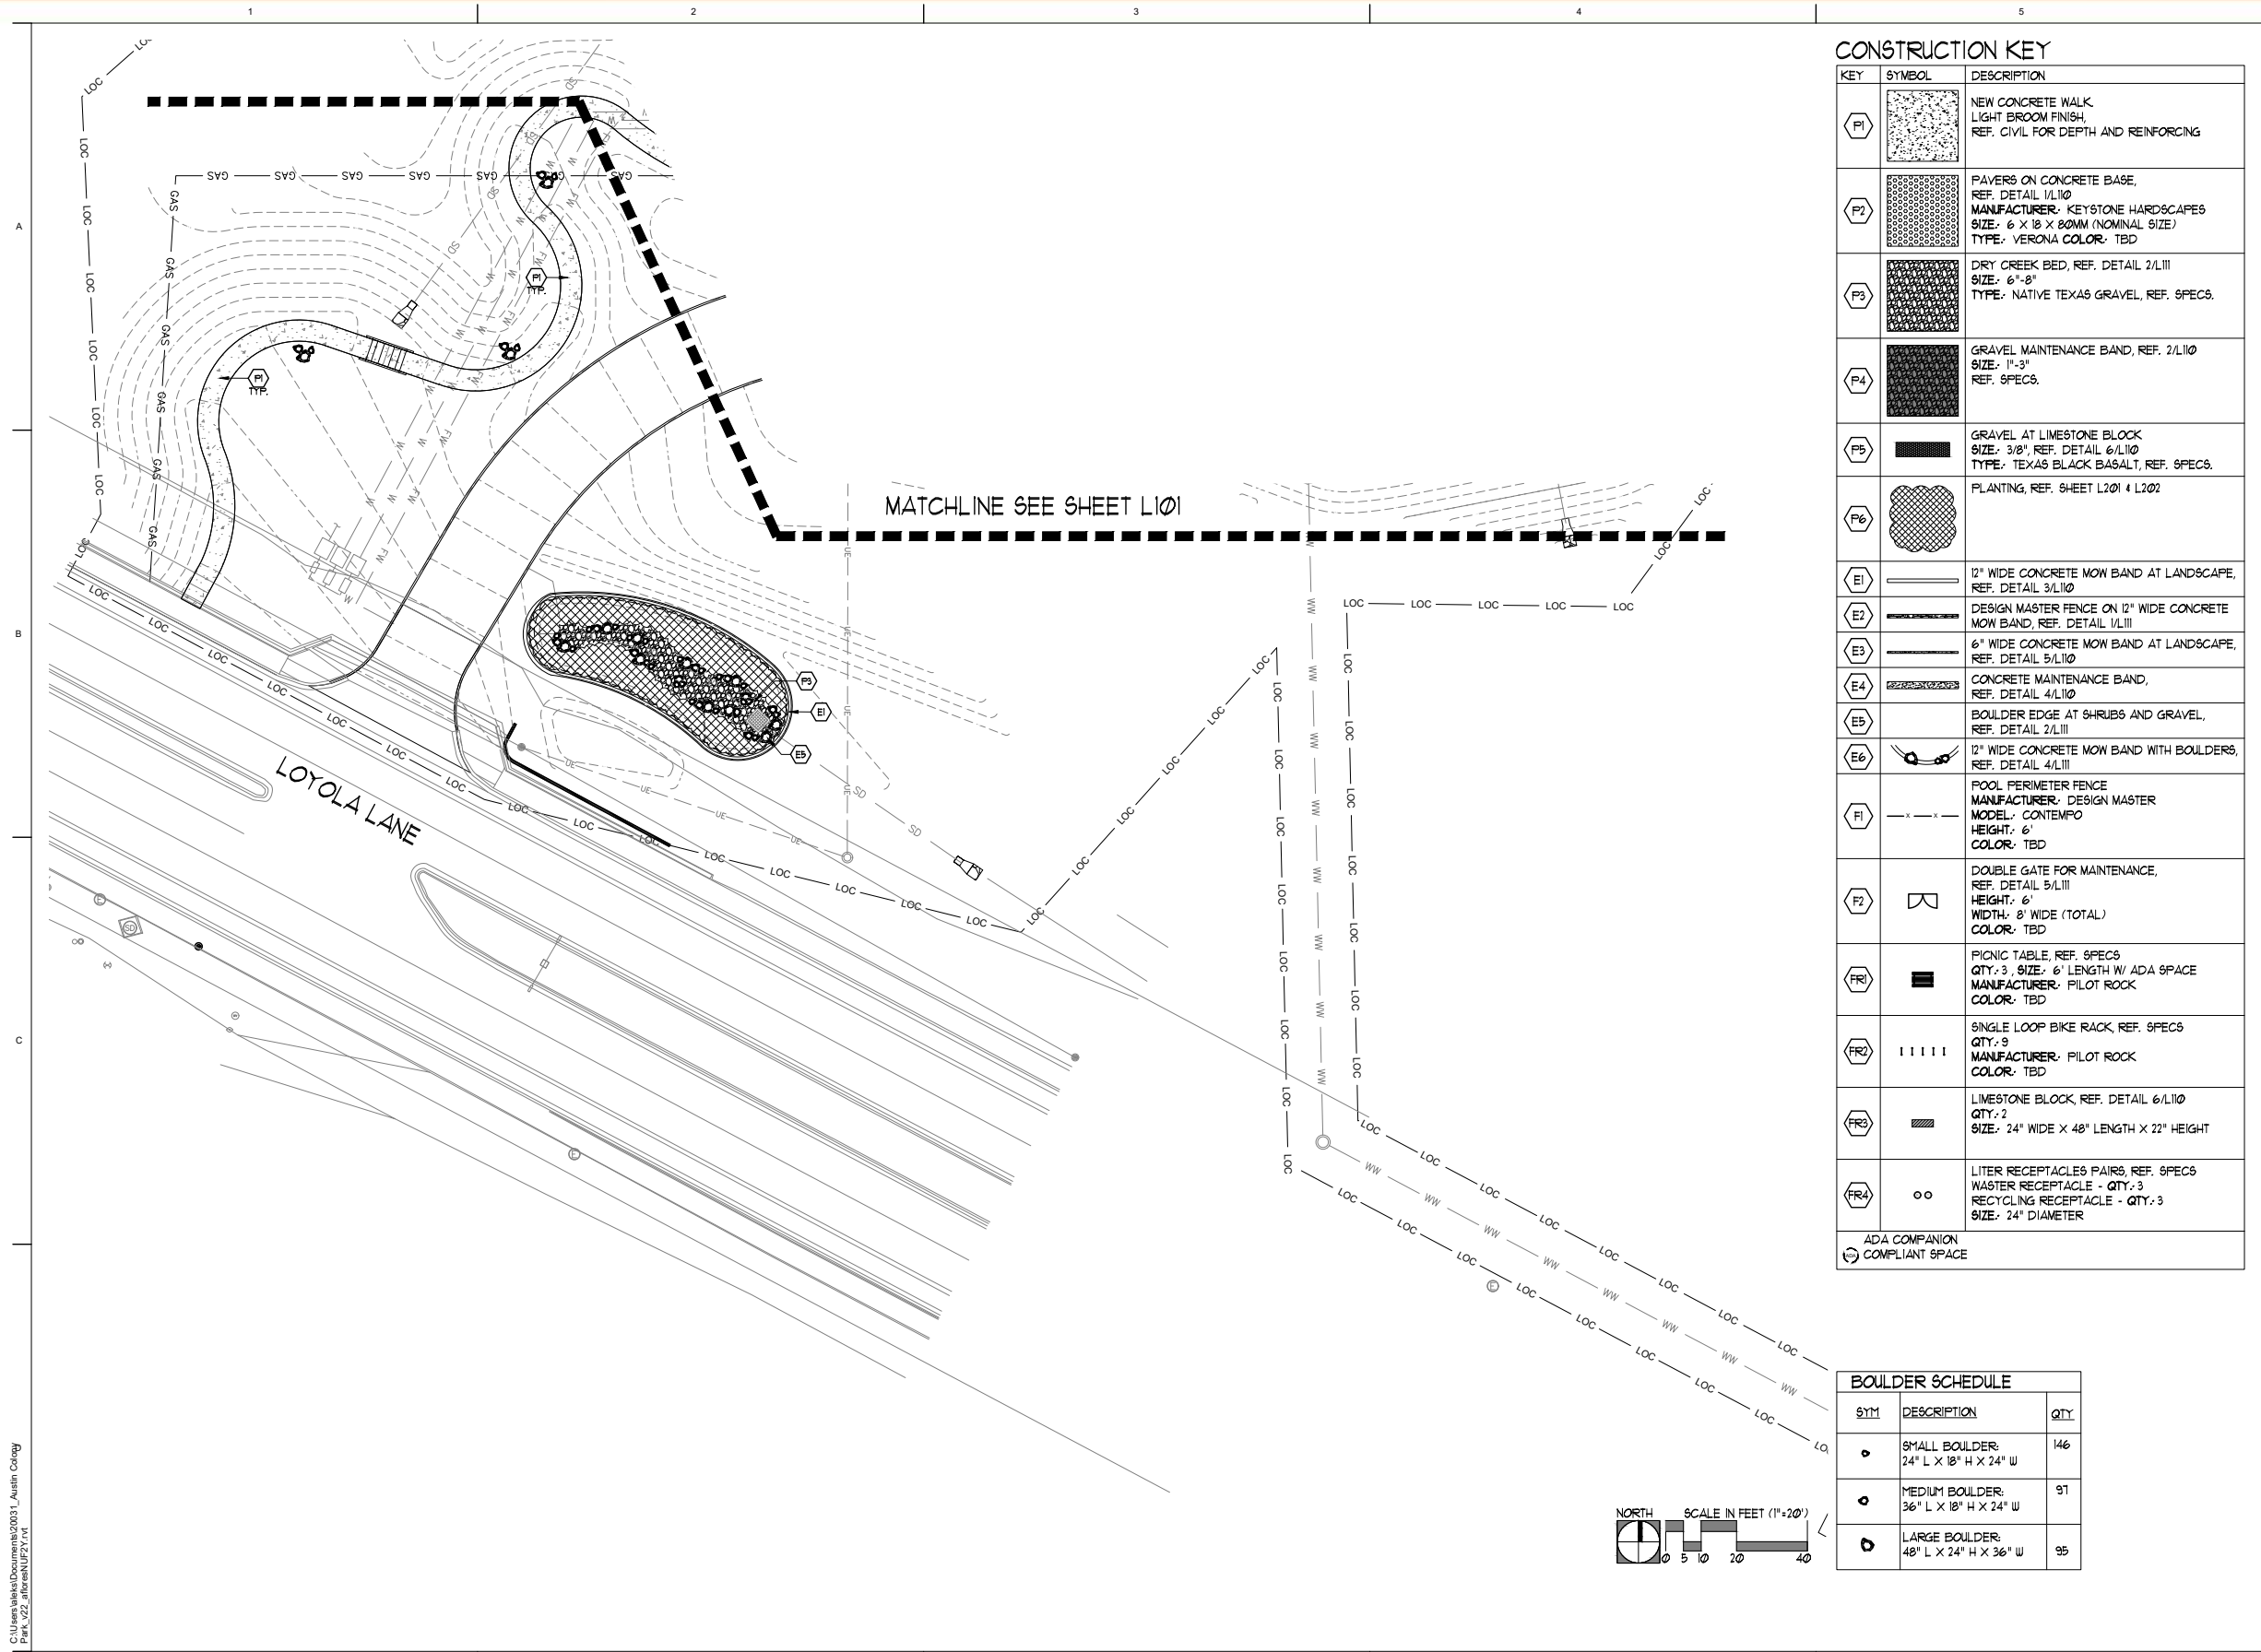 1
2
3
4
5
A
B
C
D
CONSTRUCTION KEY
KEY SYMBOL DESCRIPTION
P1
NEW CONCRETE WALK.
LIGHT BROOM FINISH,
REF. CIVIL FOR DEPTH AND REINFORCING
P2
PAVERS ON CONCRETE BASE,
REF. DETAIL 1/L110
MANUFACTURER: KEYSTONE HARDSCAPES
SIZE: 6 X 18 X 80MM (NOMINAL SIZE)
TYPE: VERONA COLOR: TBD
P3
DRY CREEK BED, REF. DETAIL 2/L111
SIZE: 6"-8"
TYPE: NATIVE TEXAS GRAVEL, REF. SPECS.
P4
GRAVEL MAINTENANCE BAND, REF. 2/L110
SIZE: 1"-3"
REF. SPECS.
P5
GRAVEL AT LIMESTONE BLOCK
SIZE: 3/8", REF. DETAIL 6/L110
TYPE: TEXAS BLACK BASALT, REF. SPECS.
P6
PLANTING, REF. SHEET L201 & L202
E1
12" WIDE CONCRETE MOW BAND AT LANDSCAPE,
REF. DETAIL 3/L110
E2
DESIGN MASTER FENCE ON 12" WIDE CONCRETE
MOW BAND, REF. DETAIL 1/L111
E3
6" WIDE CONCRETE MOW BAND AT LANDSCAPE,
REF. DETAIL 5/L110
E4
CONCRETE MAINTENANCE BAND,
REF. DETAIL 4/L110
E5
BOULDER EDGE AT SHRUBS AND GRAVEL,
REF. DETAIL 2/L111
E6
12" WIDE CONCRETE MOW BAND WITH BOULDERS,
REF. DETAIL 4/L111
F1
X X
POOL PERIMETER FENCE
MANUFACTURER: DESIGN MASTER
MODEL: CONTEMPO
HEIGHT: 6'
COLOR: TBD
F2
DOUBLE GATE FOR MAINTENANCE,
REF. DETAIL 5/L111
HEIGHT: 6'
WIDTH: 8' WIDE (TOTAL)
COLOR: TBD
FR1
PICNIC TABLE, REF. SPECS
QTY.: 3 , SIZE: 6' LENGTH W/ ADA SPACE
MANUFACTURER: PILOT ROCK
COLOR: TBD
FR2
SINGLE LOOP BIKE RACK, REF. SPECS
QTY.: 9
MANUFACTURER: PILOT ROCK
COLOR: TBD
FR3
LIMESTONE BLOCK, REF. DETAIL 6/L110
QTY.: 2
SIZE: 24" WIDE X 48" LENGTH X 22" HEIGHT
FR4
LITER RECEPTACLES PAIRS, REF. SPECS
WASTER RECEPTACLE - QTY.: 3
RECYCLING RECEPTACLE - QTY.: 3
SIZE: 24" DIAMETER
ADA COMPANION
COMPLIANT SPACE
BOULDER SCHEDULE
SYM DESCRIPTION QTY
SMALL BOULDER: 146
24" L X 18" H X 24" W
MEDIUM BOULDER: 97
36" L X 18" H X 24" W
LARGE BOULDER:
48" L X 24" H X 36" W 95
NORTH SCALE IN FEET (1"=20')
0 5 10 20 40
MATCHLINE SEE SHEET L101
LOYOLA LANE
P1
TYP.
P1
TYP.
P3
E1
E5
LOC
GAS
SD
FW
W
UE
WW
C:\Users\aleks\Documents\20031_Austin Colony
Park_v22_afloresNUF2Y.rvt